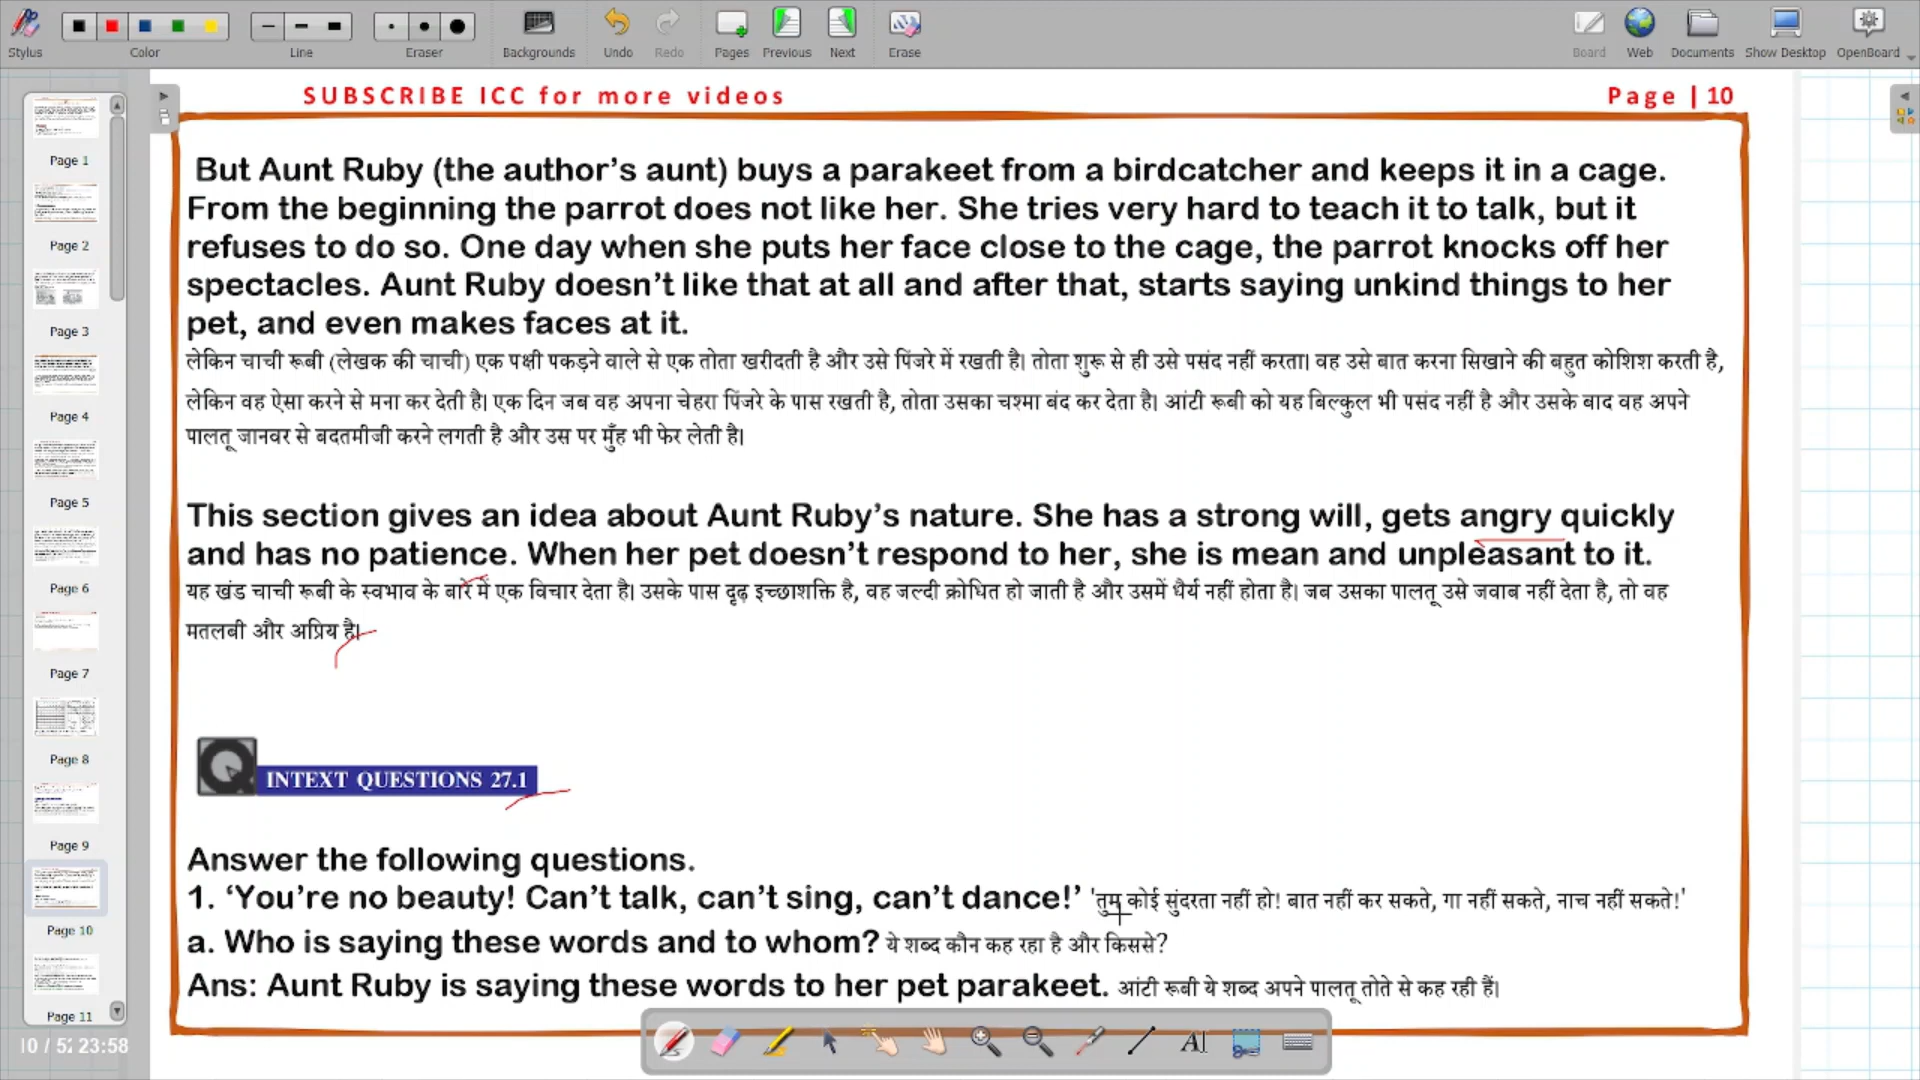 Stylus
Color
Line
Eraser
Backgrounds
Undo
Redo
Pages
Previous
Next
Erase
Board
Web
Documents
Show Desktop
OpenBoard
SUBSCRIBE ICC for more videos
Page | 10
But Aunt Ruby (the author’s aunt) buys a parakeet from a birdcatcher and keeps it in a cage.
From the beginning the parrot does not like her. She tries very hard to teach it to talk, but it
refuses to do so. One day when she puts her face close to the cage, the parrot knocks off her
spectacles. Aunt Ruby doesn’t like that at all and after that, starts saying unkind things to her
pet, and even makes faces at it.
लेकिन चाची रूबी (लेखक की चाची) एक पक्षी पकड़ने वाले से एक तोता खरीदती है और उसे पिंजरे में रखती है। तोता शुरू से ही उसे पसंद नहीं करता। वह उसे बात करना सिखाने की बहुत कोशिश करती है,
लेकिन वह ऐसा करने से मना कर देती है। एक दिन जब वह अपना चेहरा पिंजरे के पास रखती है, तोता उसका चश्मा बंद कर देता है। आंटी रूबी को यह बिल्कुल भी पसंद नहीं है और उसके बाद वह अपने
पालतू जानवर से बदतमीजी करने लगती है और उस पर मुँह भी फेर लेती है।
This section gives an idea about Aunt Ruby’s nature. She has a strong will, gets angry quickly
and has no patience. When her pet doesn’t respond to her, she is mean and unpleasant to it.
यह खंड चाची रूबी के स्वभाव के बारे में एक विचार देता है। उसके पास दृढ़ इच्छाशक्ति है, वह जल्दी क्रोधित हो जाती है और उसमें धैर्य नहीं होता है। जब उसका पालतू उसे जवाब नहीं देता है, तो वह
मतलबी और अप्रिय है।
INTEXT QUESTIONS 27.1
Answer the following questions.
1. ‘You’re no beauty! Can’t talk, can’t sing, can’t dance!’ 'तुम कोई सुंदरता नहीं हो! बात नहीं कर सकते, गा नहीं सकते, नाच नहीं सकते!'
a. Who is saying these words and to whom? ये शब्द कौन कह रहा है और किससे?
Ans: Aunt Ruby is saying these words to her pet parakeet. आंटी रूबी ये शब्द अपने पालतू तोते से कह रही हैं।
Page 1
Page 2
Page 3
Page 4
Page 5
Page 6
Page 7
Page 8
Page 9
Page 10
Page 11
23:58